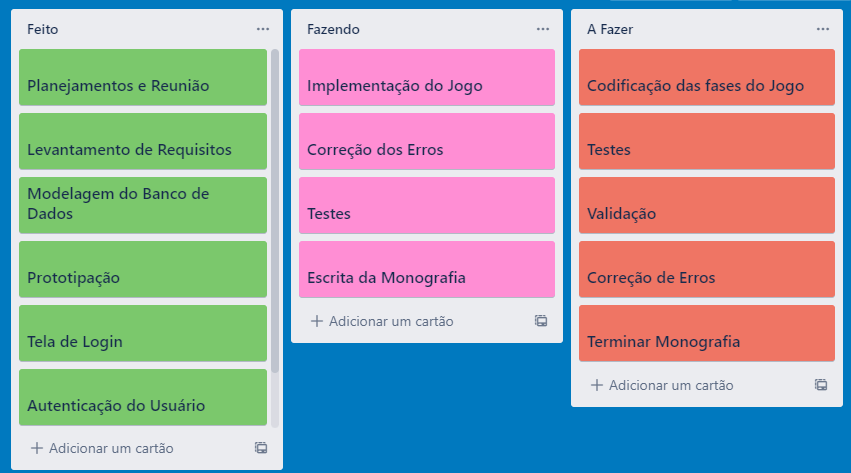 Feito
Planejamentos e Reunião
Levantamento de Requisitos
Modelagem do Banco de
Dados
Prototipação
Tela de Login
Autenticação do Usuário
Adicionar um cartão
Fazendo
Implementação do Jogo
Correção dos Erros
Testes
Escrita da Monografia
Adicionar um cartão
A Fazer
Codificação das fases do Jogo
Testes
Validação
Correção de Erros
Terminar Monografia
Adicionar um cartão